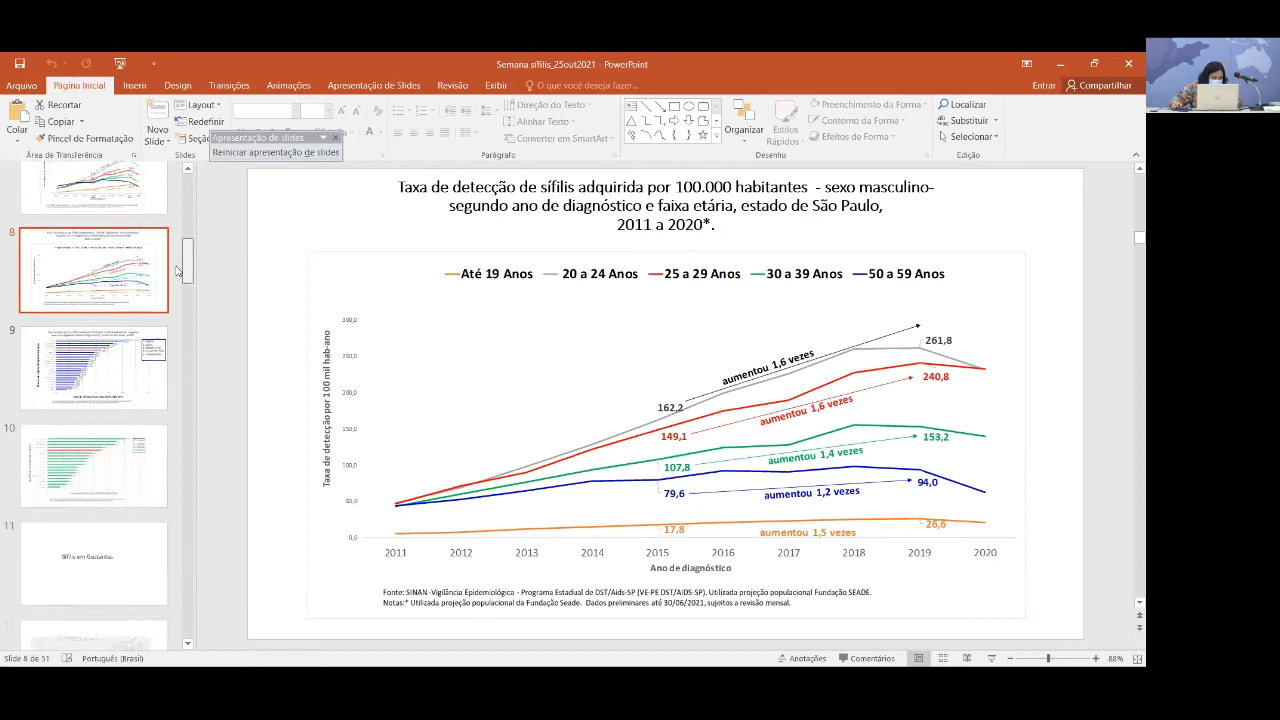 Semana sífilis_25out2021 - PowerPoint
Arquivo Página Inicial Inserir Design Transições Animações Apresentação de Slides Revisão Exibir O que você deseja fazer... Entrar Compartilhar
Recortar
Copiar
Pincel de Formatação
Colar
Área de Transferência
Novo Slide
Layout
Redefinir
Seção
Slides
Apresentação de slides
Reiniciar apresentação de slides
Direção do Texto
Alinhar Texto
Converter em SmartArt
Parágrafo
Organizar
Estilos Rápidos
Preenchimento da Forma
Contorno da Forma
Efeitos de Forma
Desenho
Localizar
Substituir
Selecionar
Edição
8
9
10
11
Sífilis em Gestantes
Taxa de detecção de sífilis adquirida por 100.000 habitantes – sexo masculino-
segundo ano de diagnóstico e faixa etária, estado de São Paulo,
2011 a 2020*.
Até 19 Anos 20 a 24 Anos 25 a 29 Anos 30 a 39 Anos 50 a 59 Anos
Taxa de detecção por 100 mil hab-ano
300,0
250,0
200,0
150,0
100,0
50,0
0,0
aumentou 1,6 vezes
162,2
261,8
aumentou 1,6 vezes
149,1
240,8
aumentou 1,4 vezes
107,8
153,2
aumentou 1,2 vezes
79,6
94,0
aumentou 1,5 vezes
17,8
26,6
2011 2012 2013 2014 2015 2016 2017 2018 2019 2020
Ano de diagnóstico
Fonte: SINAN -Vigilância Epidemiológica - Programa Estadual de DST/Aids-SP (VE-PE DST/AIDS-SP). Utilizada projeção populacional Fundação SEADE.
Notas:* Utilizada projeção populacional da Fundação Seade. Dados preliminares até 30/06/2021, sujeitos a revisão mensal.
Slide 8 de 51 Português (Brasil) Anotações Comentários 88%